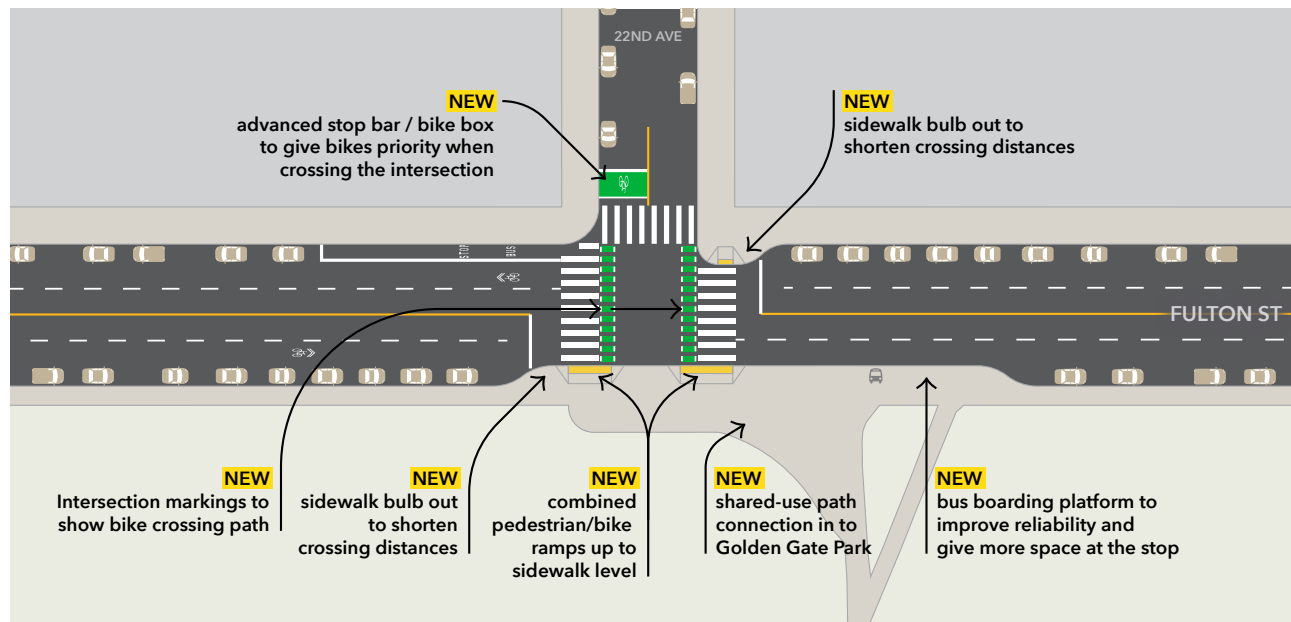 22ND AVE
NEW
advanced stop bar / bike box
to give bikes priority when
crossing the intersection
NEW
sidewalk bulb out to
shorten crossing distances
STOP
BUS
FULTON ST
NEW
Intersection markings to
show bike crossing path
NEW
sidewalk bulb out
to shorten
crossing distances
NEW
combined
pedestrian/bike
ramps up to
sidewalk level
NEW
shared-use path
connection in to
Golden Gate Park
NEW
bus boarding platform to
improve reliability and
give more space at the stop